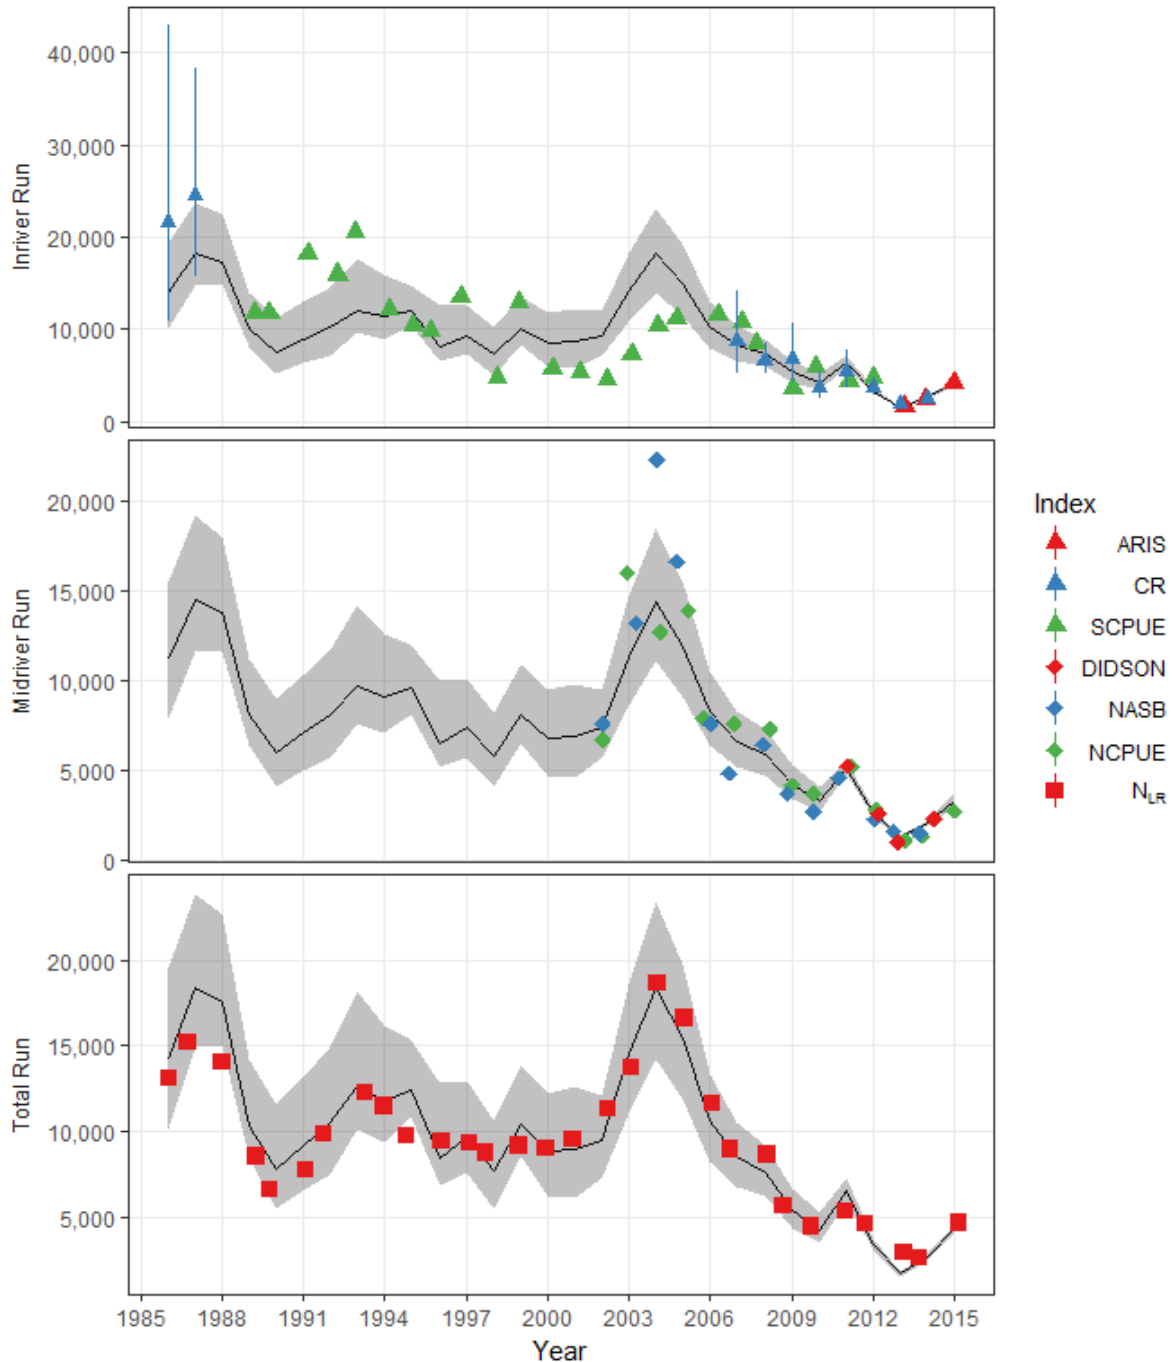 40,000
30,000
20,000
10,000
0
Inriver Run
20,000
15,000
10,000
5,000
0
Midriver Run
20,000
15,000
10,000
5,000
Total Run
1985 1988 1991 1994 1997 2000 2003 2006 2009 2012 2015
Year
Index
ARIS
CR
SCPUE
DIDSON
NASB
NCPUE
N_LR